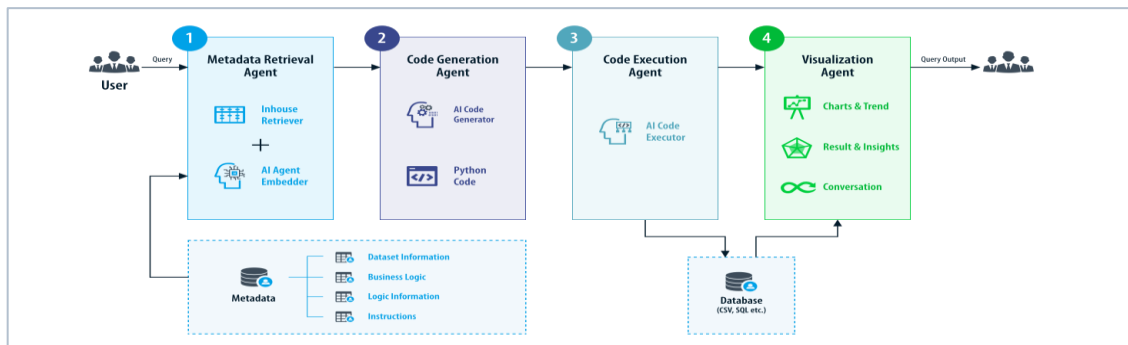 1
2
3
4
Query
User
Metadata Retrieval
Agent
Inhouse
Retriever
+
AI Agent
Embedder
Code Generation
Agent
AI Code
Generator
Python
Code
Code Execution
Agent
AI Code
Executor
Visualization
Agent
Charts & Trend
Result & Insights
Conversation
Query Output
Metadata
Dataset Information
Business Logic
Logic Information
Instructions
Database
(CSV, SQL etc.)